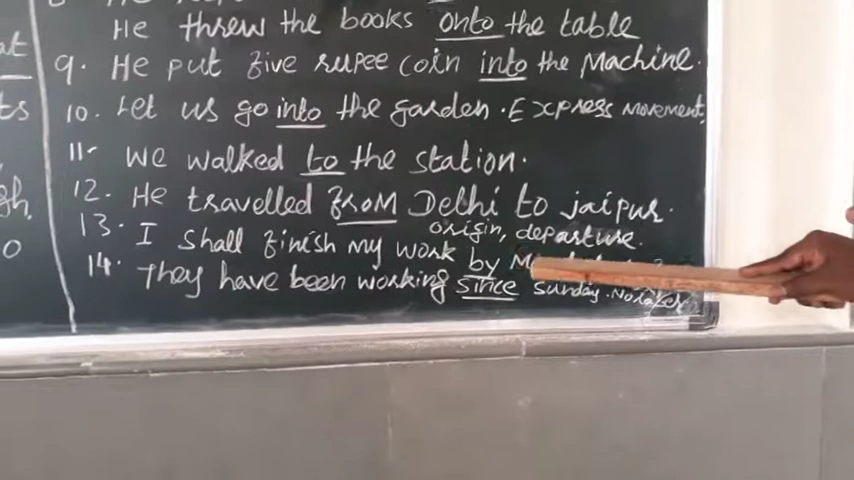 He threw the books onto the table
9. He put five rupee coin into the Machine.
10. Let us go into the garden. Express movement.
11. We walked to the station.
12. He travelled from Delhi to jaipur.
origin, departure.
13. I shall finish my work by
14. They have been working since Sunday. No later